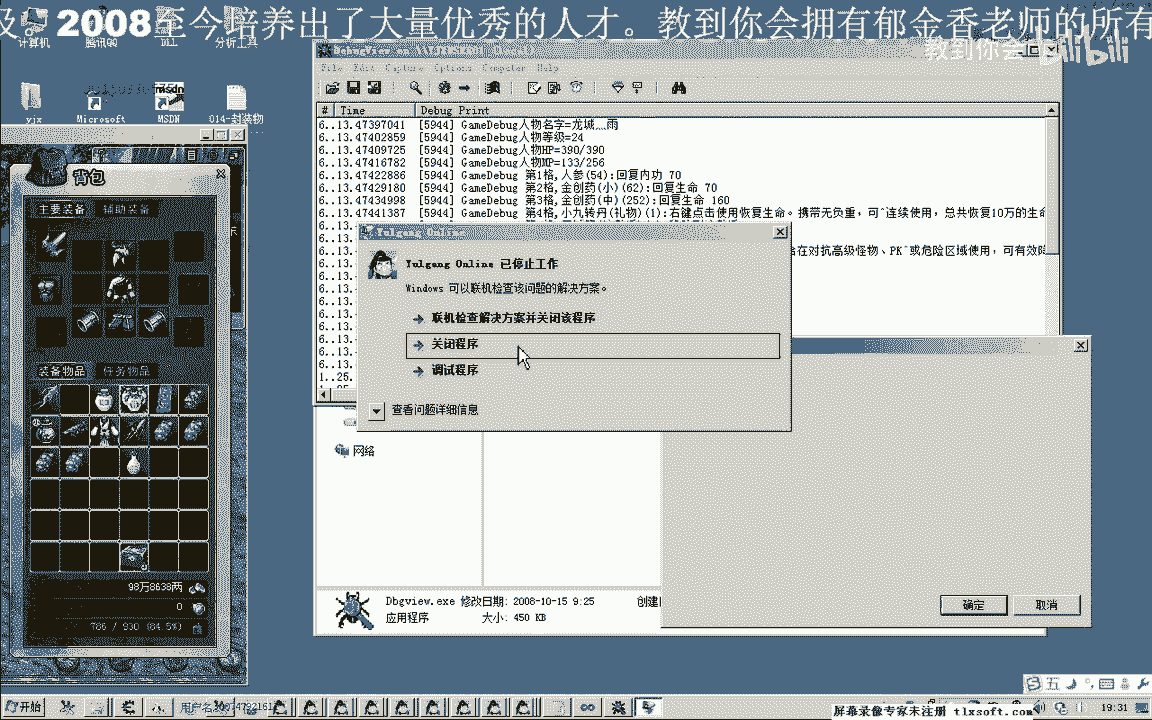 2008至今培养出了大量优秀的人才。教到你会拥有郁金香老师的所有
教到你会
bilibili
计算机
腾讯QQ
DLL
分析工具
yjx
Microsoft
MSDN
014-封装物
File Edit Capture Options Computer Help
# Time Debug Print
6..13.47397041 [5944] GameDebug人物名字=龙城灬雨
6..13.47402859 [5944] GameDebug人物等级=24
6..13.47409725 [5944] GameDebug人物HP=390/390
6..13.47416782 [5944] GameDebug人物MP=133/256
6..13.47422886 [5944] GameDebug 第1格,人参(54):回复内功 70
6..13.47429180 [5944] GameDebug 第2格,金创药(小)(62):回复生命 70
6..13.47434998 [5944] GameDebug 第3格,金创药(中)(252):回复生命 160
6..13.47441387 [5944] GameDebug 第4格,小九转丹(礼物)(1):右键点击使用恢复生命。携带无负重，可^连续使用，总共恢复10万的生命
在对抗高级怪物、PK^或危险区域使用，可有效
背包
主要装备 辅助装备
装备物品 任务物品
98万8638两
0
786 / 930 (84.5%)
Yulgang Online
Yulgang Online 已停止工作
Windows 可以联机检查该问题的解决方案。
联机检查解决方案并关闭该程序
关闭程序
调试程序
查看问题详细信息
网络
Dbgview.exe 修改日期: 2008-10-15 9:25 创建
应用程序 大小: 450 KB
确定 取消
开始
五
19:31
屏幕录像专家未注册 tlxsoft.com